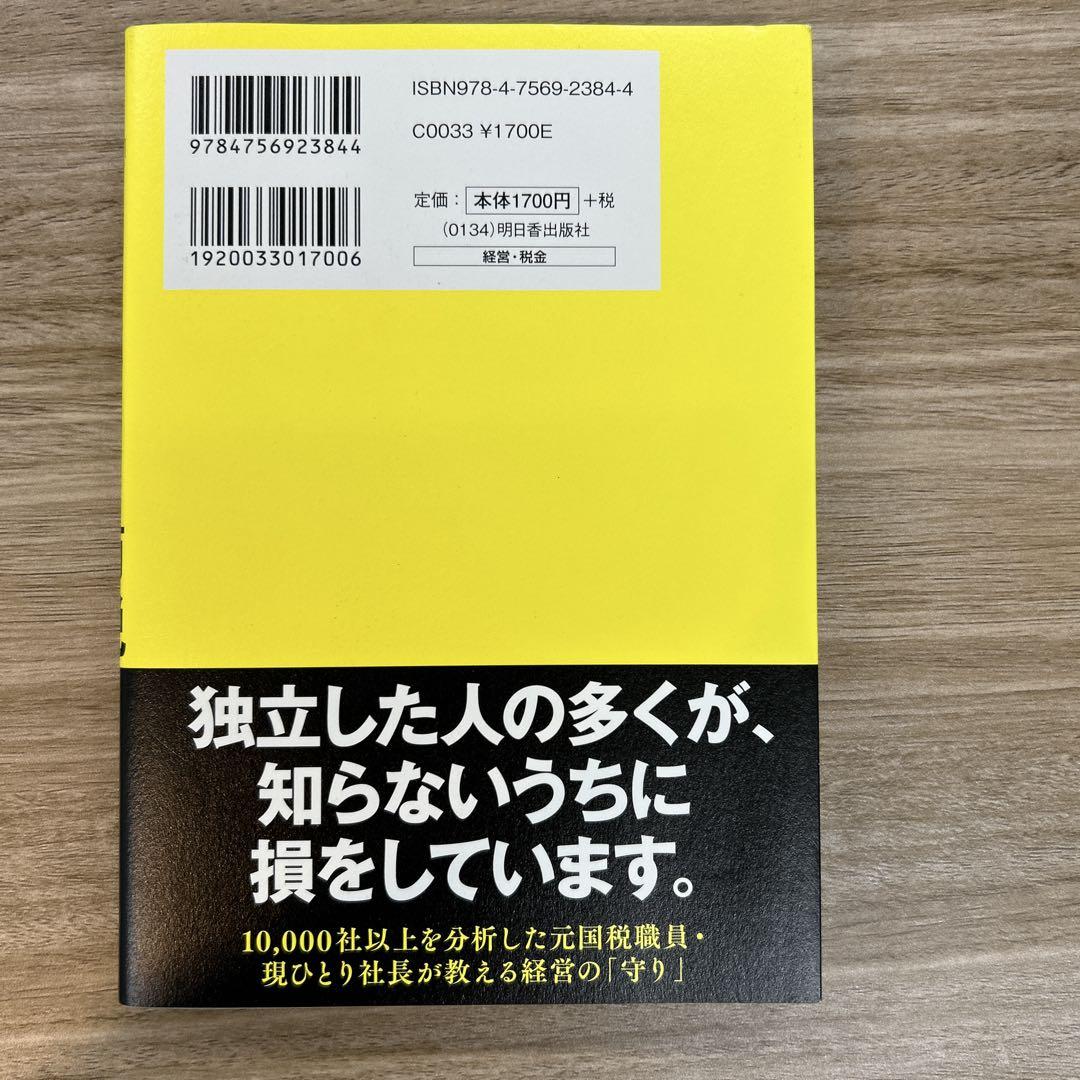 ISBN978-4-7569-2384-4
9784756923844
C0033 ¥1700E
定価： 本体1700円 +税
(0134)明日香出版社
1920033017006
経営・税金
独立した人の多くが、
知らないうちに
損をしています。
10,000社以上を分析した元国税職員・
現ひとり社長が教える経営の「守り」